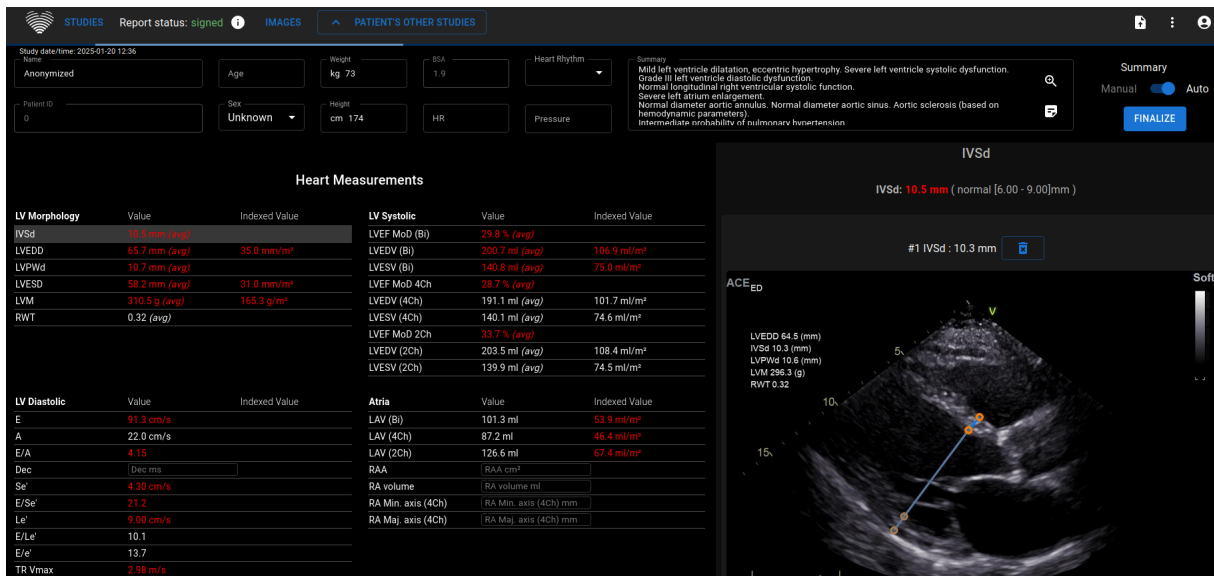 STUDIES Report status: signed IMAGES PATIENT'S OTHER STUDIES
Study date/time: 2025-01-20 12:36
Name
Anonymized
Age
Weight
kg 73
BSA
1.9
Heart Rhythm
Patient ID
0
Sex
Unknown
Height
cm 174
HR
Pressure
Summary
Mild left ventricle dilatation, eccentric hypertrophy. Severe left ventricle systolic dysfunction.
Grade III left ventricle diastolic dysfunction.
Normal longitudinal right ventricular systolic function.
Severe left atrium enlargement.
Normal diameter aortic annulus. Normal diameter aortic sinus. Aortic sclerosis (based on
hemodynamic parameters).
Intermediate probability of pulmonary hypertension
Summary
Manual Auto
FINALIZE
Heart Measurements
LV Morphology Value Indexed Value
IVSd 10.5 mm (avg)
LVEDD 65.7 mm (avg) 35.0 mm/m²
LVPWd 10.7 mm (avg)
LVESD 58.2 mm (avg) 31.0 mm/m²
LVM 310.5 g (avg) 165.3 g/m²
RWT 0.32 (avg)
LV Systolic Value Indexed Value
LVEF MoD (Bi) 29.8 % (avg)
LVEDV (Bi) 200.7 ml (avg) 106.9 ml/m²
LVESV (Bi) 140.8 ml (avg) 75.0 ml/m²
LVEF MoD 4Ch 28.7 % (avg)
LVEDV (4Ch) 191.1 ml (avg) 101.7 ml/m²
LVESV (4Ch) 140.1 ml (avg) 74.6 ml/m²
LVEF MoD 2Ch 33.7 % (avg)
LVEDV (2Ch) 203.5 ml (avg) 108.4 ml/m²
LVESV (2Ch) 139.9 ml (avg) 74.5 ml/m²
LV Diastolic Value Indexed Value
E 91.3 cm/s
A 22.0 cm/s
E/A 4.15
Dec Dec ms
Se' 4.30 cm/s
E/Se' 21.2
Le' 9.00 cm/s
E/Le' 10.1
E/e' 13.7
TR Vmax 2.98 m/s
Atria Value Indexed Value
LAV (Bi) 101.3 ml 53.9 ml/m²
LAV (4Ch) 87.2 ml 46.4 ml/m²
LAV (2Ch) 126.6 ml 67.4 ml/m²
RAA RAA cm²
RA volume RA volume ml
RA Min. axis (4Ch) RA Min. axis (4Ch) mm
RA Maj. axis (4Ch) RA Maj. axis (4Ch) mm
IVSd
IVSd: 10.5 mm ( normal [6.00 - 9.00]mm )
#1 IVSd : 10.3 mm
ACE ED
Soft
V
LVEDD 64.5 (mm)
IVSd 10.3 (mm)
LVPWd 10.6 (mm)
LVM 296.3 (g)
RWT 0.32
5
10
15